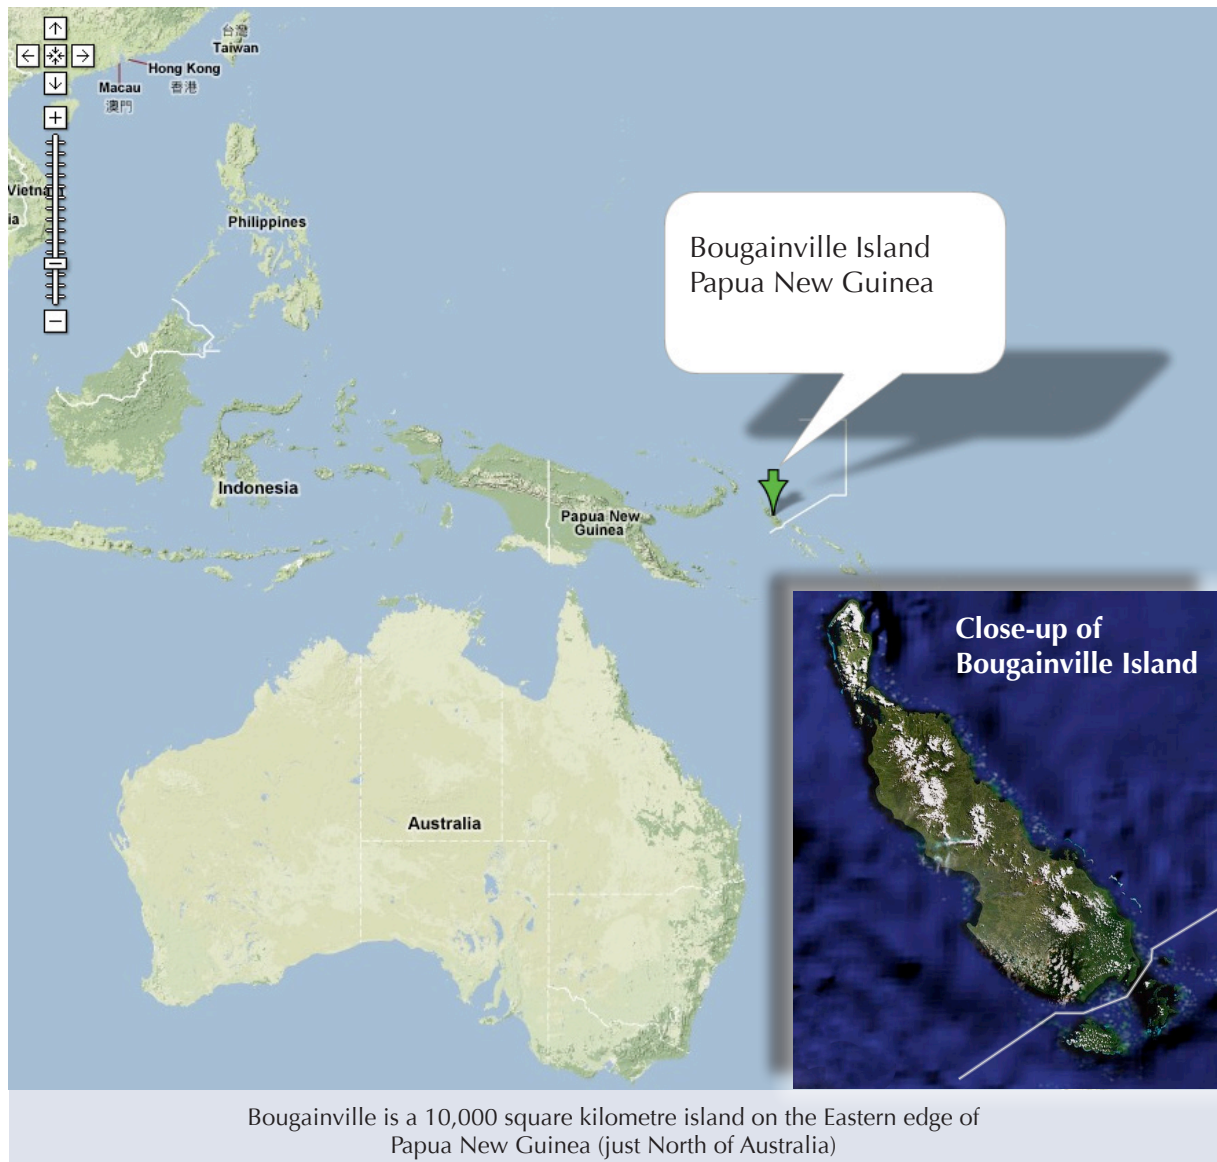 台灣
Taiwan
Hong Kong
香港
Macau
澳門
Vietnam
ia
Philippines
Bougainville Island
Papua New Guinea
Indonesia
Papua New
Guinea
Close-up of
Bougainville Island
Australia
Bougainville is a 10,000 square kilometre island on the Eastern edge of
Papua New Guinea (just North of Australia)